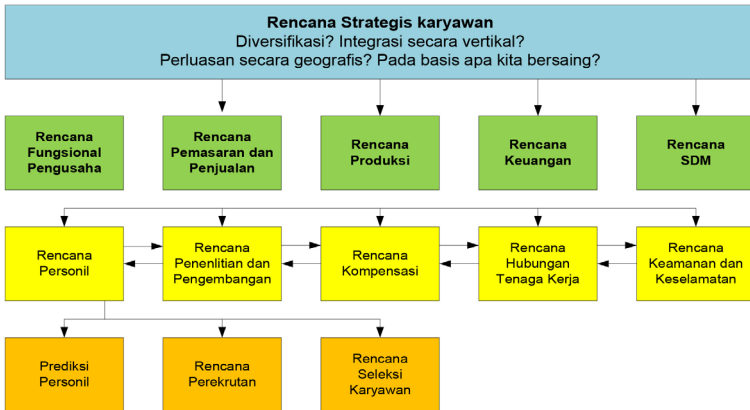 Rencana Strategis karyawan
Diversifikasi? Integrasi secara vertikal?
Perluasan secara geografis? Pada basis apa kita bersaing?
Rencana
Fungsional
Pengusaha
Rencana
Pemasaran dan
Penjualan
Rencana
Produksi
Rencana
Keuangan
Rencana
SDM
Rencana
Personil
Rencana
Penenlitian dan
Pengembangan
Rencana
Kompensasi
Rencana
Hubungan
Tenaga Kerja
Rencana
Keamanan dan
Keselamatan
Prediksi
Personil
Rencana
Perekrutan
Rencana
Seleksi
Karyawan